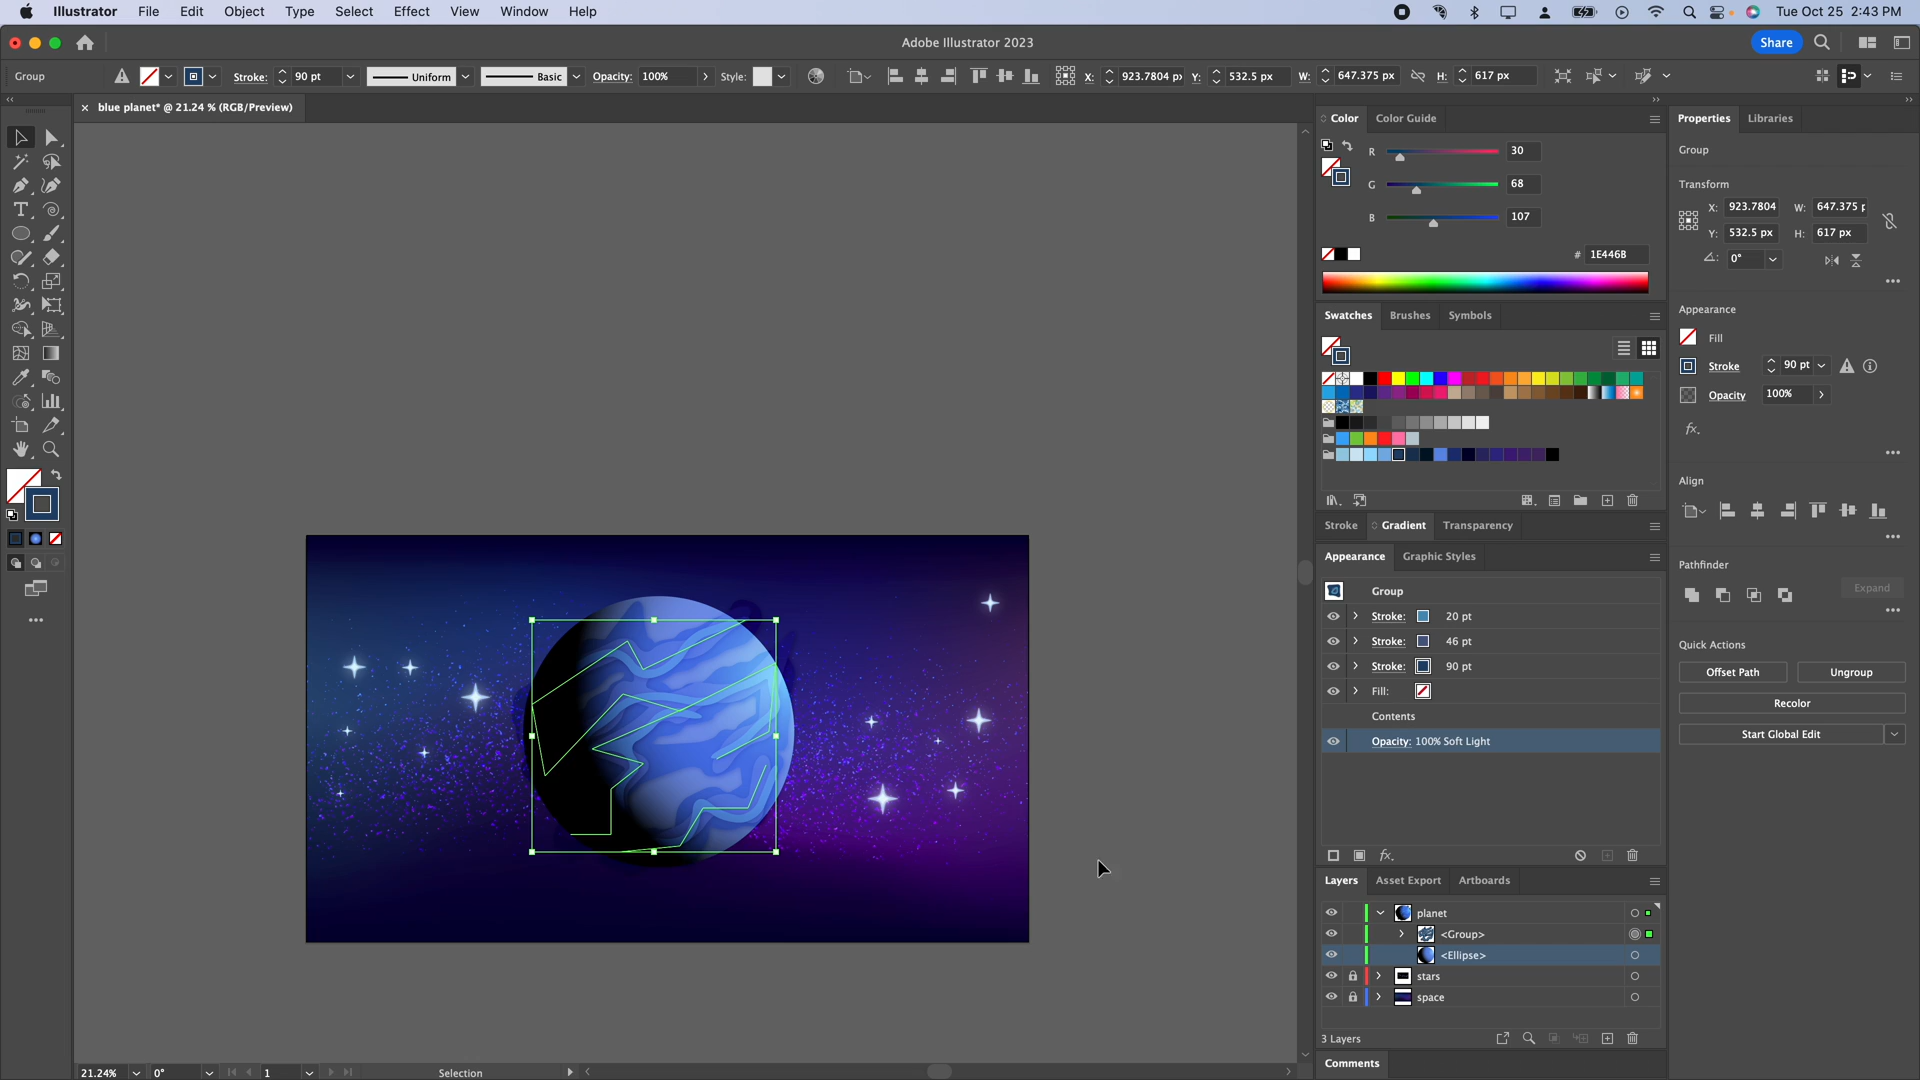 Illustrator File Edit Object Type Select Effect View Window Help Tue Oct 25 2:43 PM
Adobe Illustrator 2023 Share
Group Stroke: 90 pt Uniform Basic Opacity: 100% Style: X: 923.7804 px Y: 532.5 px W: 647.375 px H: 617 px
blue planet* @ 21.24 % (RGB/Preview)
Color Color Guide
R 30
G 68
B 107
# 1E446B
Swatches Brushes Symbols
Stroke Gradient Transparency
Appearance Graphic Styles
Group
Stroke: 20 pt
Stroke: 46 pt
Stroke: 90 pt
Fill:
Contents
Opacity: 100% Soft Light
fx.
Layers Asset Export Artboards
planet
<Group>
<Ellipse>
stars
space
3 Layers
Comments
Properties Libraries
Group
Transform
X: 923.7804 W: 647.375 p
Y: 532.5 px H: 617 px
0°
Appearance
Fill
Stroke 90 pt
Opacity 100%
fx.
Align
Pathfinder
Expand
Quick Actions
Offset Path Ungroup
Recolor
Start Global Edit
21.24% 0° 1 Selection